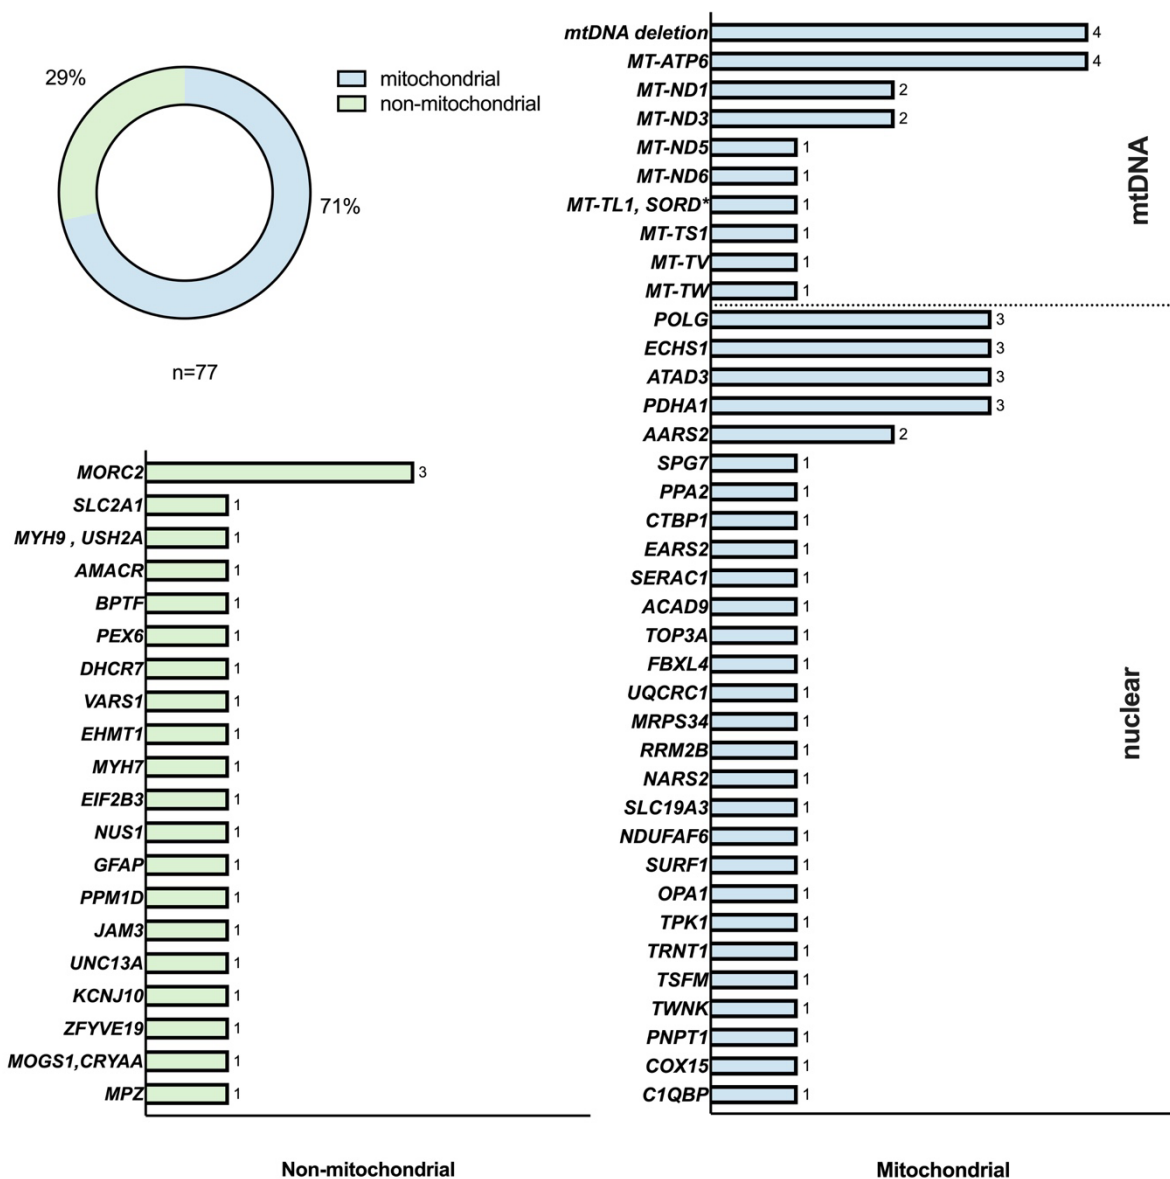 29%
71%
mitochondrial
non-mitochondrial
n=77
MORC2 3
SLC2A1 1
MYH9 , USH2A 1
AMACR 1
BPTF 1
PEX6 1
DHCR7 1
VARS1 1
EHMT1 1
MYH7 1
EIF2B3 1
NUS1 1
GFAP 1
PPM1D 1
JAM3 1
UNC13A 1
KCNJ10 1
ZFYVE19 1
MOGS1,CRYAA 1
MPZ 1
Non-mitochondrial
mtDNA deletion 4
MT-ATP6 4
MT-ND1 2
MT-ND3 2
MT-ND5 1
MT-ND6 1
MT-TL1, SORD* 1
MT-TS1 1
MT-TV 1
MT-TW 1
mtDNA
POLG 3
ECHS1 3
ATAD3 3
PDHA1 3
AARS2 2
SPG7 1
PPA2 1
CTBP1 1
EARS2 1
SERAC1 1
ACAD9 1
TOP3A 1
FBXL4 1
UQCRC1 1
MRPS34 1
RRM2B 1
NARS2 1
SLC19A3 1
NDUFAF6 1
SURF1 1
OPA1 1
TPK1 1
TRNT1 1
TSFM 1
TWNK 1
PNPT1 1
COX15 1
C1QBP 1
nuclear
Mitochondrial